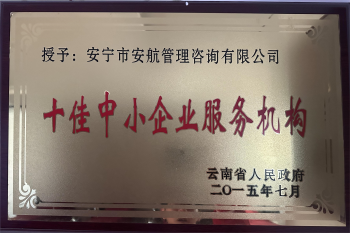 授予：安宁市安航管理咨询有限公司
十佳中小企业服务机构
云南省人民政府
二〇一五年七月